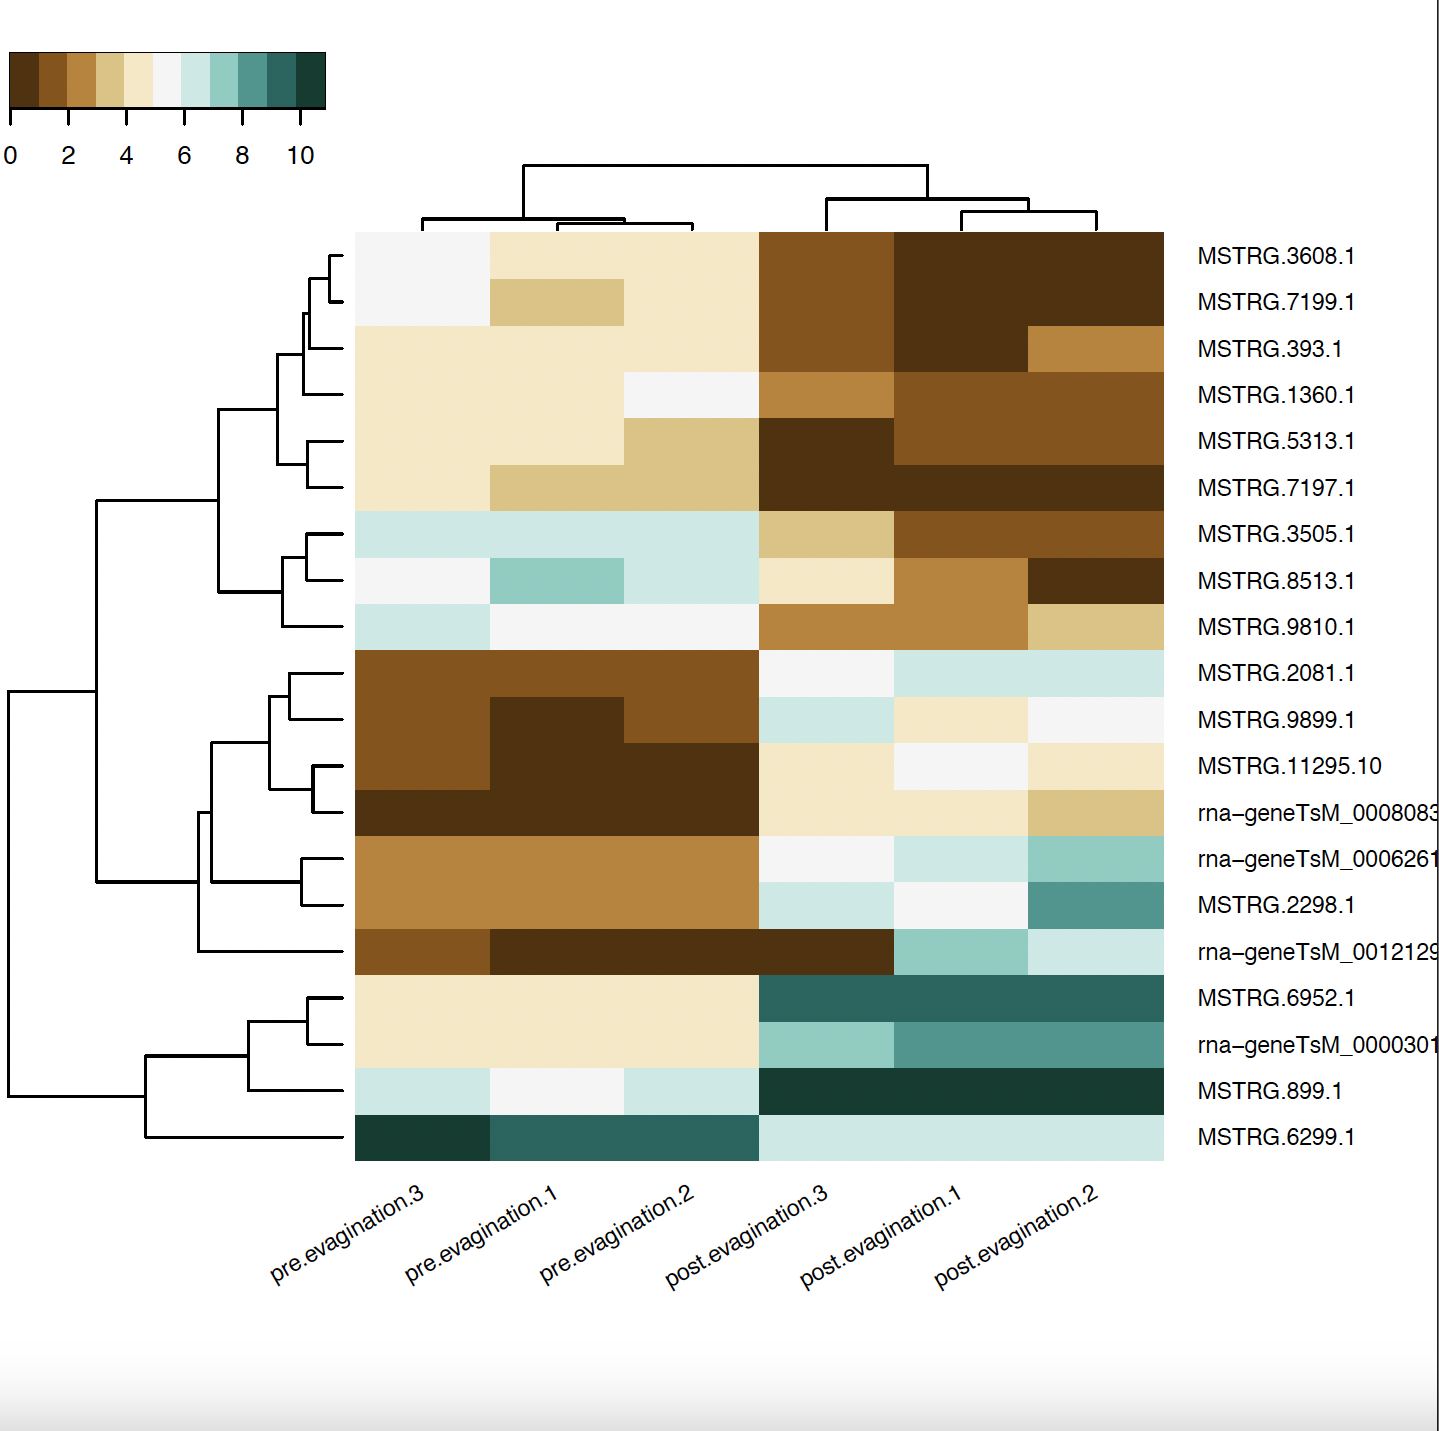 0 2 4 6 8 10
MSTRG.3608.1
MSTRG.7199.1
MSTRG.393.1
MSTRG.1360.1
MSTRG.5313.1
MSTRG.7197.1
MSTRG.3505.1
MSTRG.8513.1
MSTRG.9810.1
MSTRG.2081.1
MSTRG.9899.1
MSTRG.11295.10
rna−geneTsM_0008083
rna−geneTsM_0006261
MSTRG.2298.1
rna−geneTsM_0012129
MSTRG.6952.1
rna−geneTsM_0000301
MSTRG.899.1
MSTRG.6299.1
pre.evagination.3
pre.evagination.1
pre.evagination.2
post.evagination.3
post.evagination.1
post.evagination.2